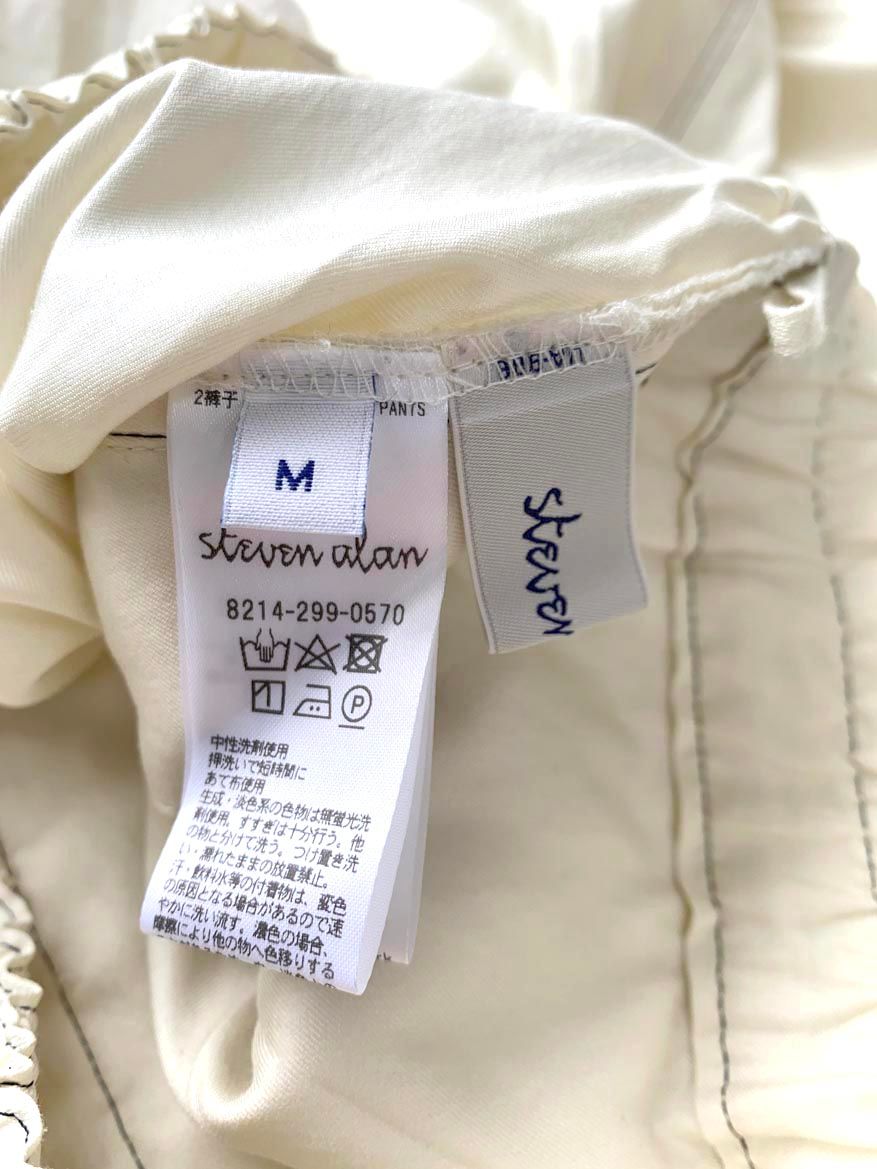 2裤子
PANTS
M
steven alan
8214-299-0570
中性洗剤使用
押洗いで短時間に
あて布使用
生成・淡色系の色物は無蛍光洗
剤使用。すすぎは十分行う。他
の物と分けて洗う。つけ置き洗
い・濡れたままの放置禁止。
汗・飲料水等の付着物は、変色
の原因となる場合があるので速
やかに洗い流す。濃色の場合、
摩擦により他の物へ色移りする
STEVEN